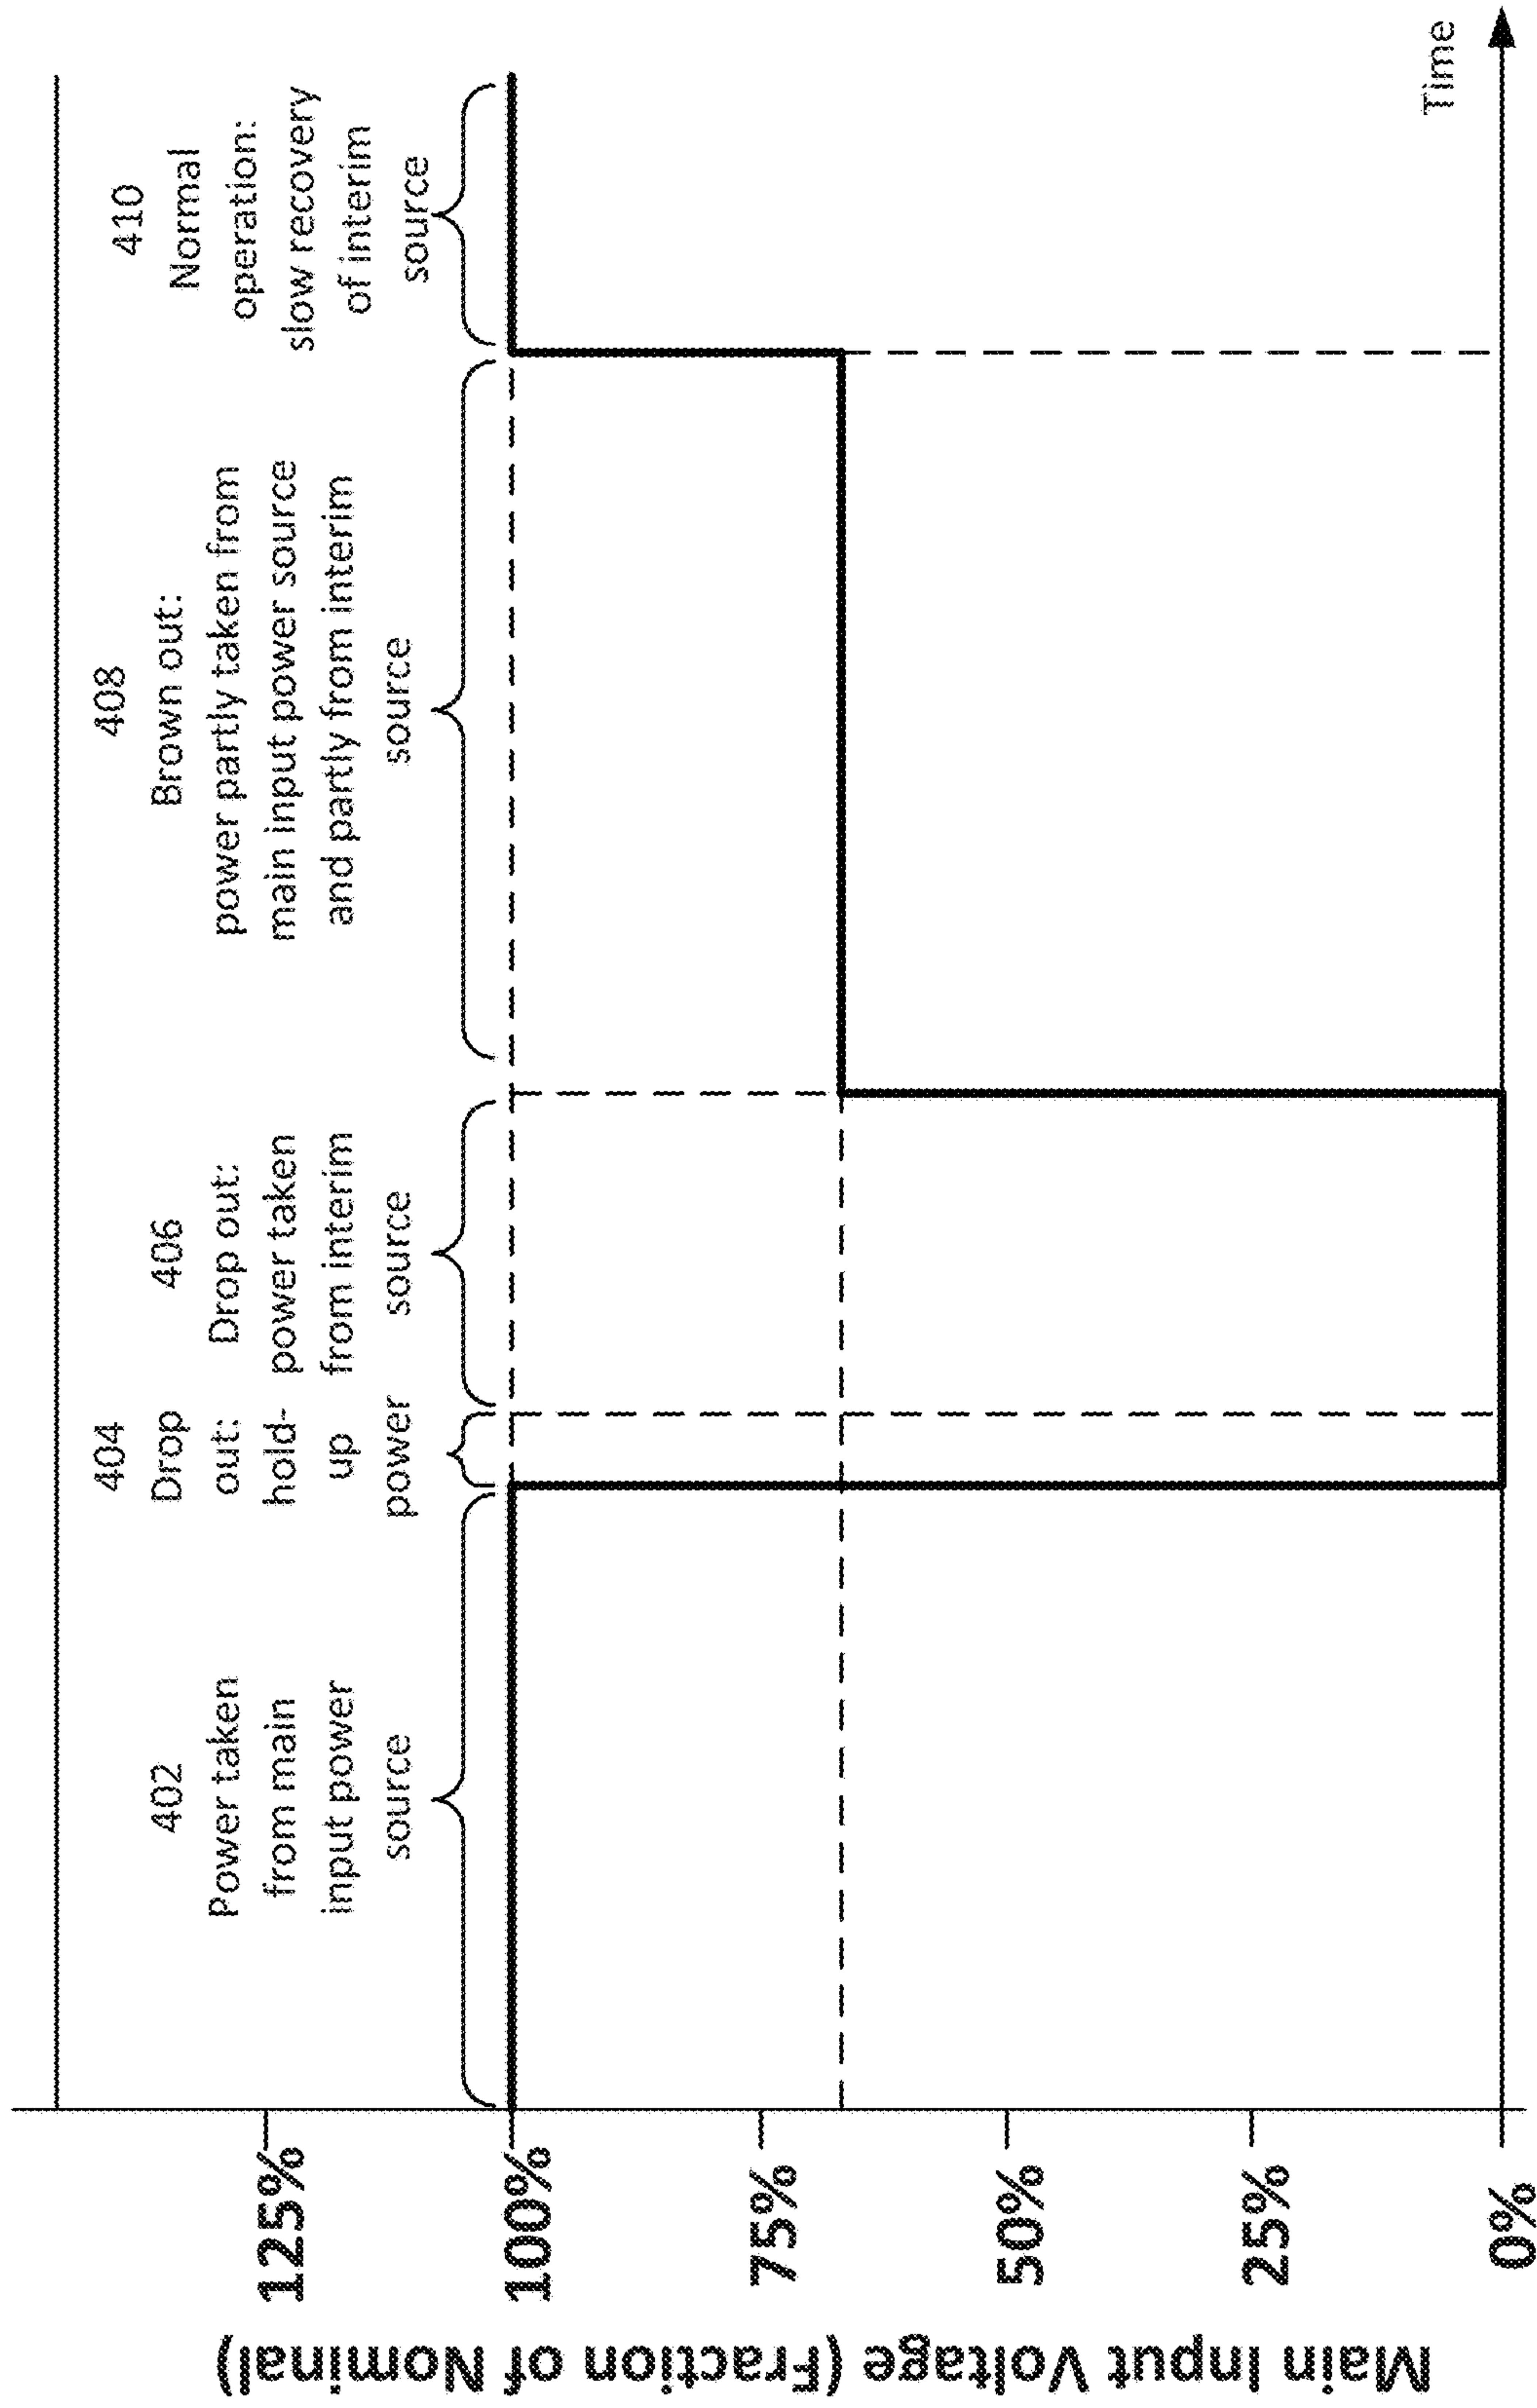 Main Input Voltage (Fraction of Nominal)
125%
100%
75%
50%
25%
0%
402
Power taken
from main
input power
source
404
Drop
out:
hold-
up
power
406
Drop out:
power taken
from interim
source
408
Brown out:
power partly taken from
main input power source
and partly from interim
source
410
Normal
operation:
slow recovery
of interim
source
Time